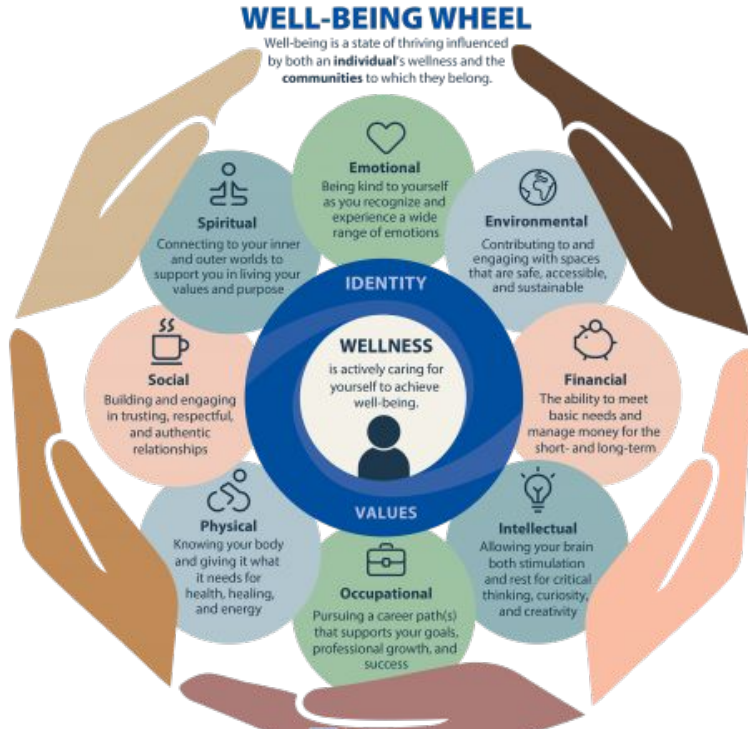 WELL-BEING WHEEL
Well-being is a state of thriving influenced
by both an individual's wellness and the
communities to which they belong.
Emotional
Being kind to yourself
as you recognize and
experience a wide
range of emotions
Spiritual
Connecting to your inner
and outer worlds to
support you in living your
values and purpose
Environmental
Contributing to and
engaging with spaces
that are safe, accessible,
and sustainable
IDENTITY
WELLNESS
is actively caring for
yourself to achieve
well-being.
VALUES
Social
Building and engaging
in trusting, respectful,
and authentic
relationships
Financial
The ability to meet
basic needs and
manage money for the
short- and long-term
Physical
Knowing your body
and giving it what
it needs for
health, healing,
and energy
Intellectual
Allowing your brain
both stimulation
and rest for critical
thinking, curiosity,
and creativity
Occupational
Pursuing a career path(s)
that supports your goals,
professional growth, and
success